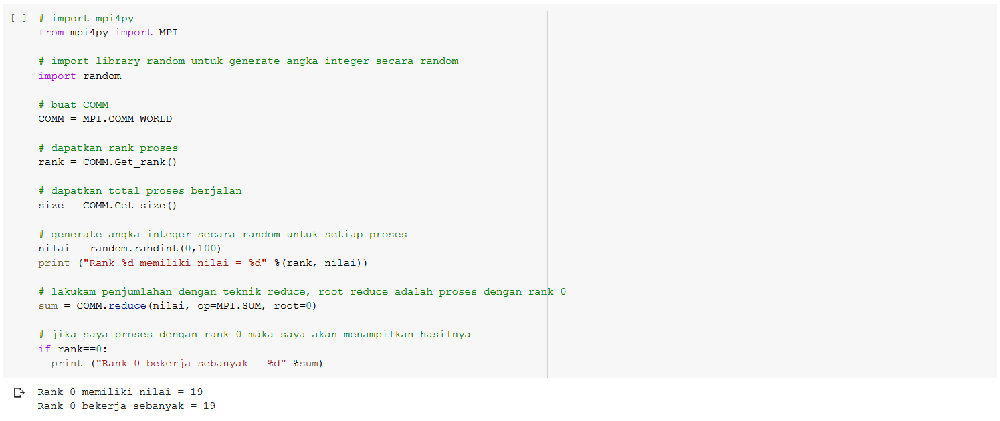 [ ] # import mpi4py
from mpi4py import MPI
# import library random untuk generate angka integer secara random
import random
# buat COMM
COMM = MPI.COMM_WORLD
# dapatkan rank proses
rank = COMM.Get_rank()
# dapatkan total proses berjalan
size = COMM.Get_size()
# generate angka integer secara random untuk setiap proses
nilai = random.randint(0,100)
print ("Rank %d memiliki nilai = %d" %(rank, nilai))
# lakukam penjumlahan dengan teknik reduce, root reduce adalah proses dengan rank 0
sum = COMM.reduce(nilai, op=MPI.SUM, root=0)
# jika saya proses dengan rank 0 maka saya akan menampilkan hasilnya
if rank==0:
  print ("Rank 0 bekerja sebanyak = %d" %sum)
Rank 0 memiliki nilai = 19
Rank 0 bekerja sebanyak = 19